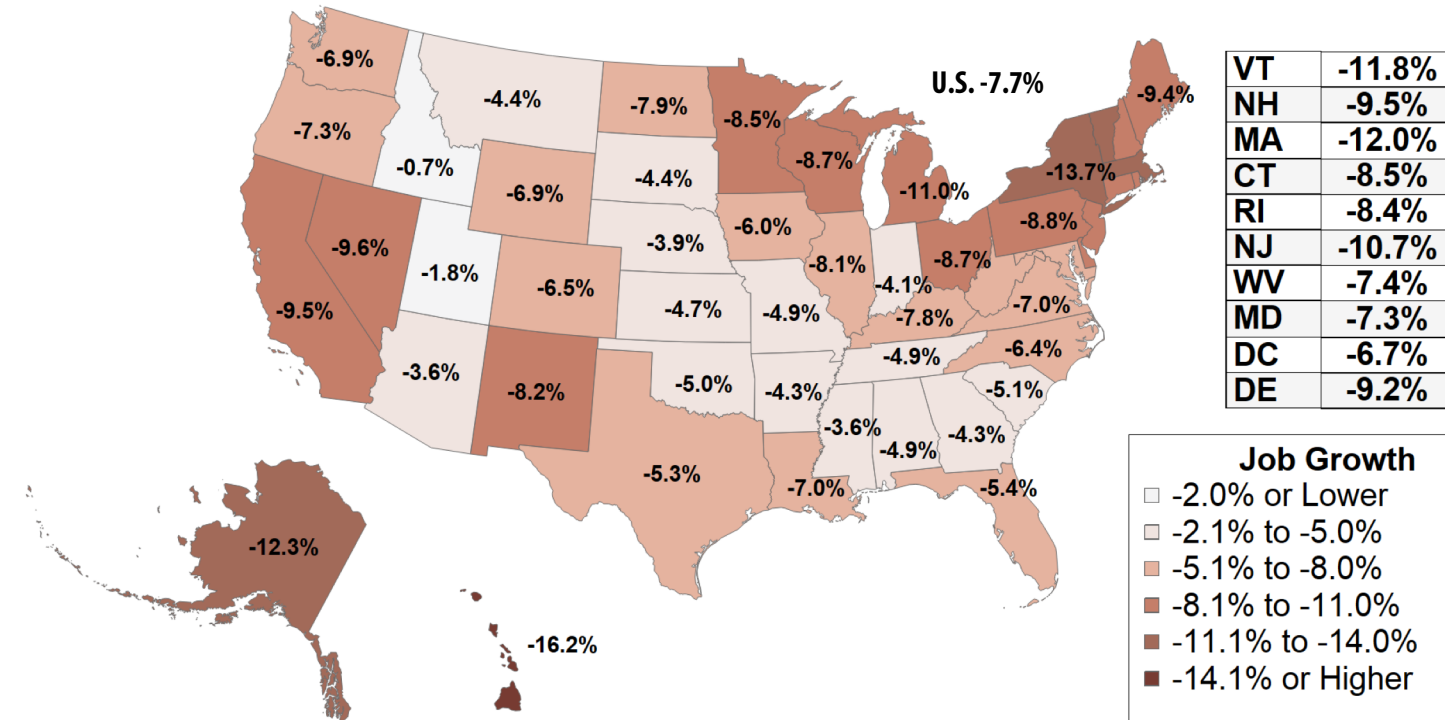 U.S. -7.7%
-6.9%
-4.4%
-7.9%
-8.5%
-9.4%
-7.3%
-0.7%
-6.9%
-4.4%
-8.7%
-11.0%
-13.7%
-9.6%
-1.8%
-6.5%
-3.9%
-6.0%
-8.1%
-4.1%
-8.7%
-8.8%
-9.5%
-4.7%
-4.9%
-7.8%
-7.0%
-3.6%
-8.2%
-5.0%
-4.3%
-4.9%
-6.4%
-5.1%
-5.3%
-7.0%
-3.6%
-4.9%
-4.3%
-5.4%
-12.3%
-16.2%
VT -11.8%
NH -9.5%
MA -12.0%
CT -8.5%
RI -8.4%
NJ -10.7%
WV -7.4%
MD -7.3%
DC -6.7%
DE -9.2%
Job Growth
-2.0% or Lower
-2.1% to -5.0%
-5.1% to -8.0%
-8.1% to -11.0%
-11.1% to -14.0%
-14.1% or Higher